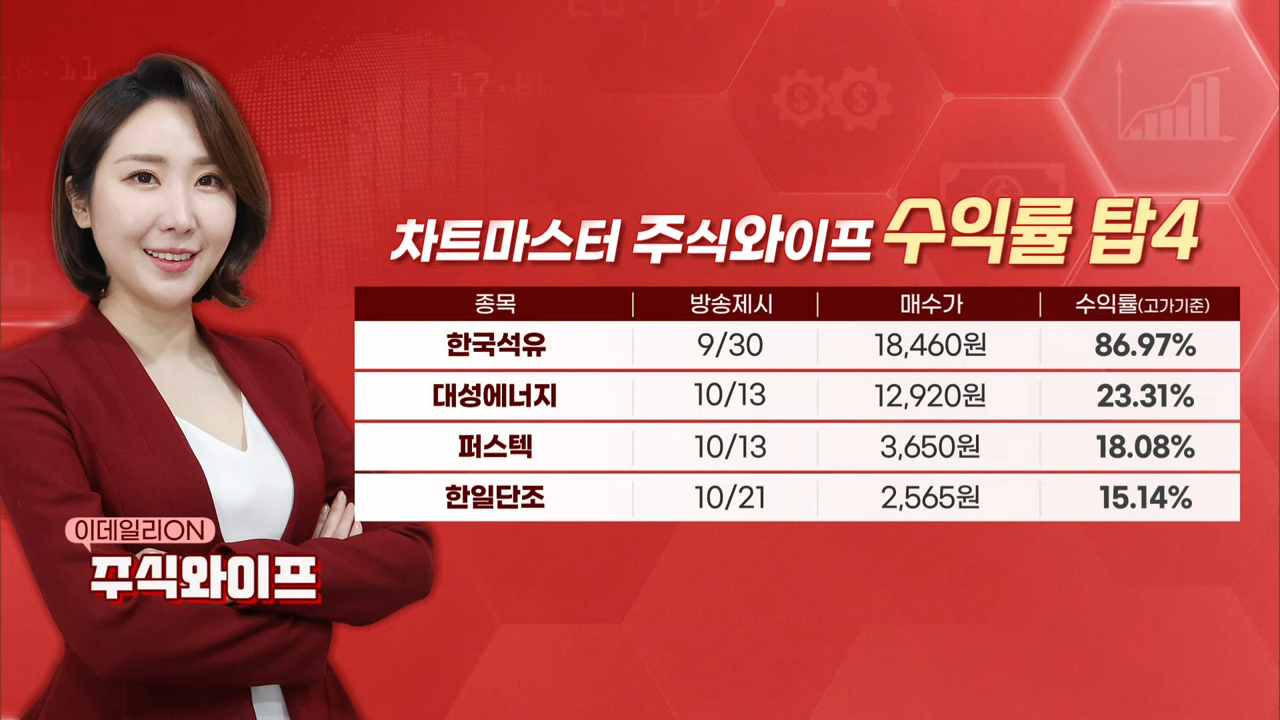 차트마스터 주식와이프 수익률 탑4
종목 방송제시 매수가 수익률(고가기준)
한국석유 9/30 18,460원 86.97%
대성에너지 10/13 12,920원 23.31%
퍼스텍 10/13 3,650원 18.08%
한일단조 10/21 2,565원 15.14%
이데일리ON
주식와이프